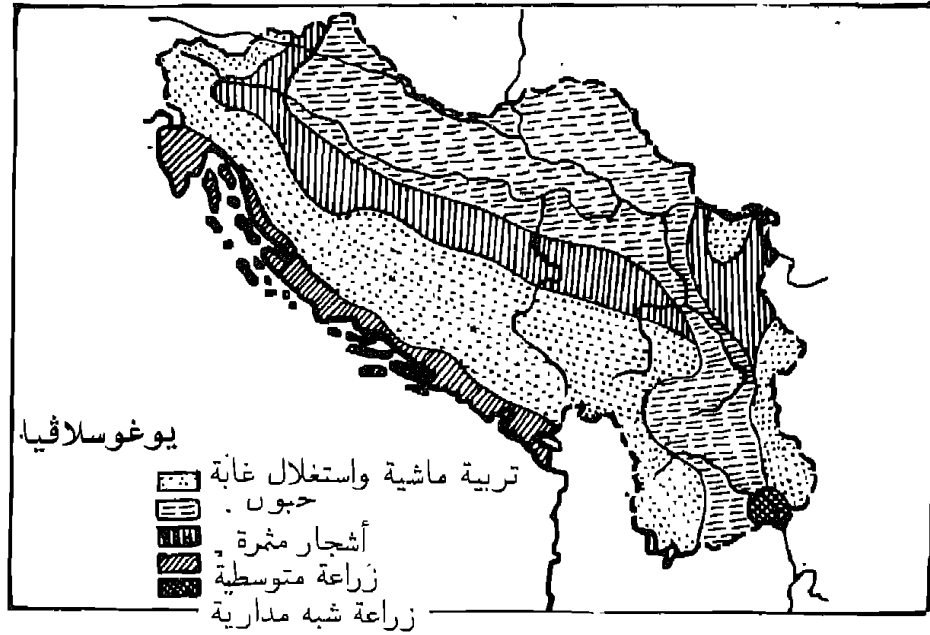 يوغوسلاڤيا
تربية ماشية واستغلال غابة
حبوب
أشجار مثمرة
زراعة متوسطية
زراعة شبه مدارية